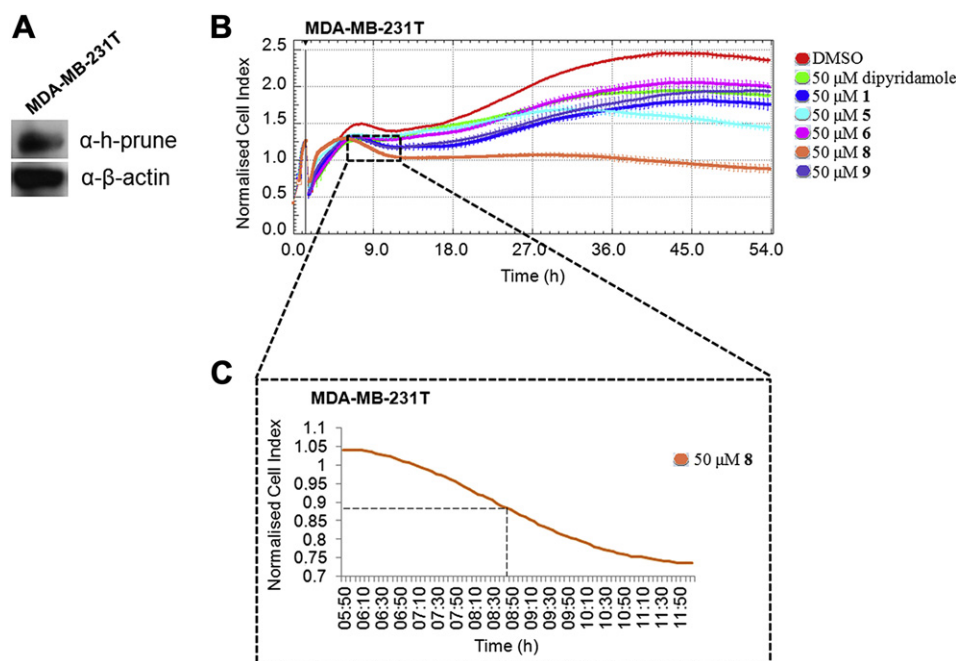 A
MDA-MB-231T
α-h-prune
α-β-actin
B
MDA-MB-231T
Normalised Cell Index
2.5
2.0
1.5
1.0
0.5
0.0
0.0 9.0 18.0 27.0 36.0 45.0 54.0
Time (h)
DMSO
50 µM dipyridamole
50 µM 1
50 µM 5
50 µM 6
50 µM 8
50 µM 9
C
MDA-MB-231T
Normalised Cell Index
1.1
1.05
1
0.95
0.9
0.85
0.8
0.75
0.7
05:50 06:10 06:30 06:50 07:10 07:30 07:50 08:10 08:30 08:50 09:10 09:30 09:50 10:10 10:30 10:50 11:10 11:30 11:50
Time (h)
50 µM 8